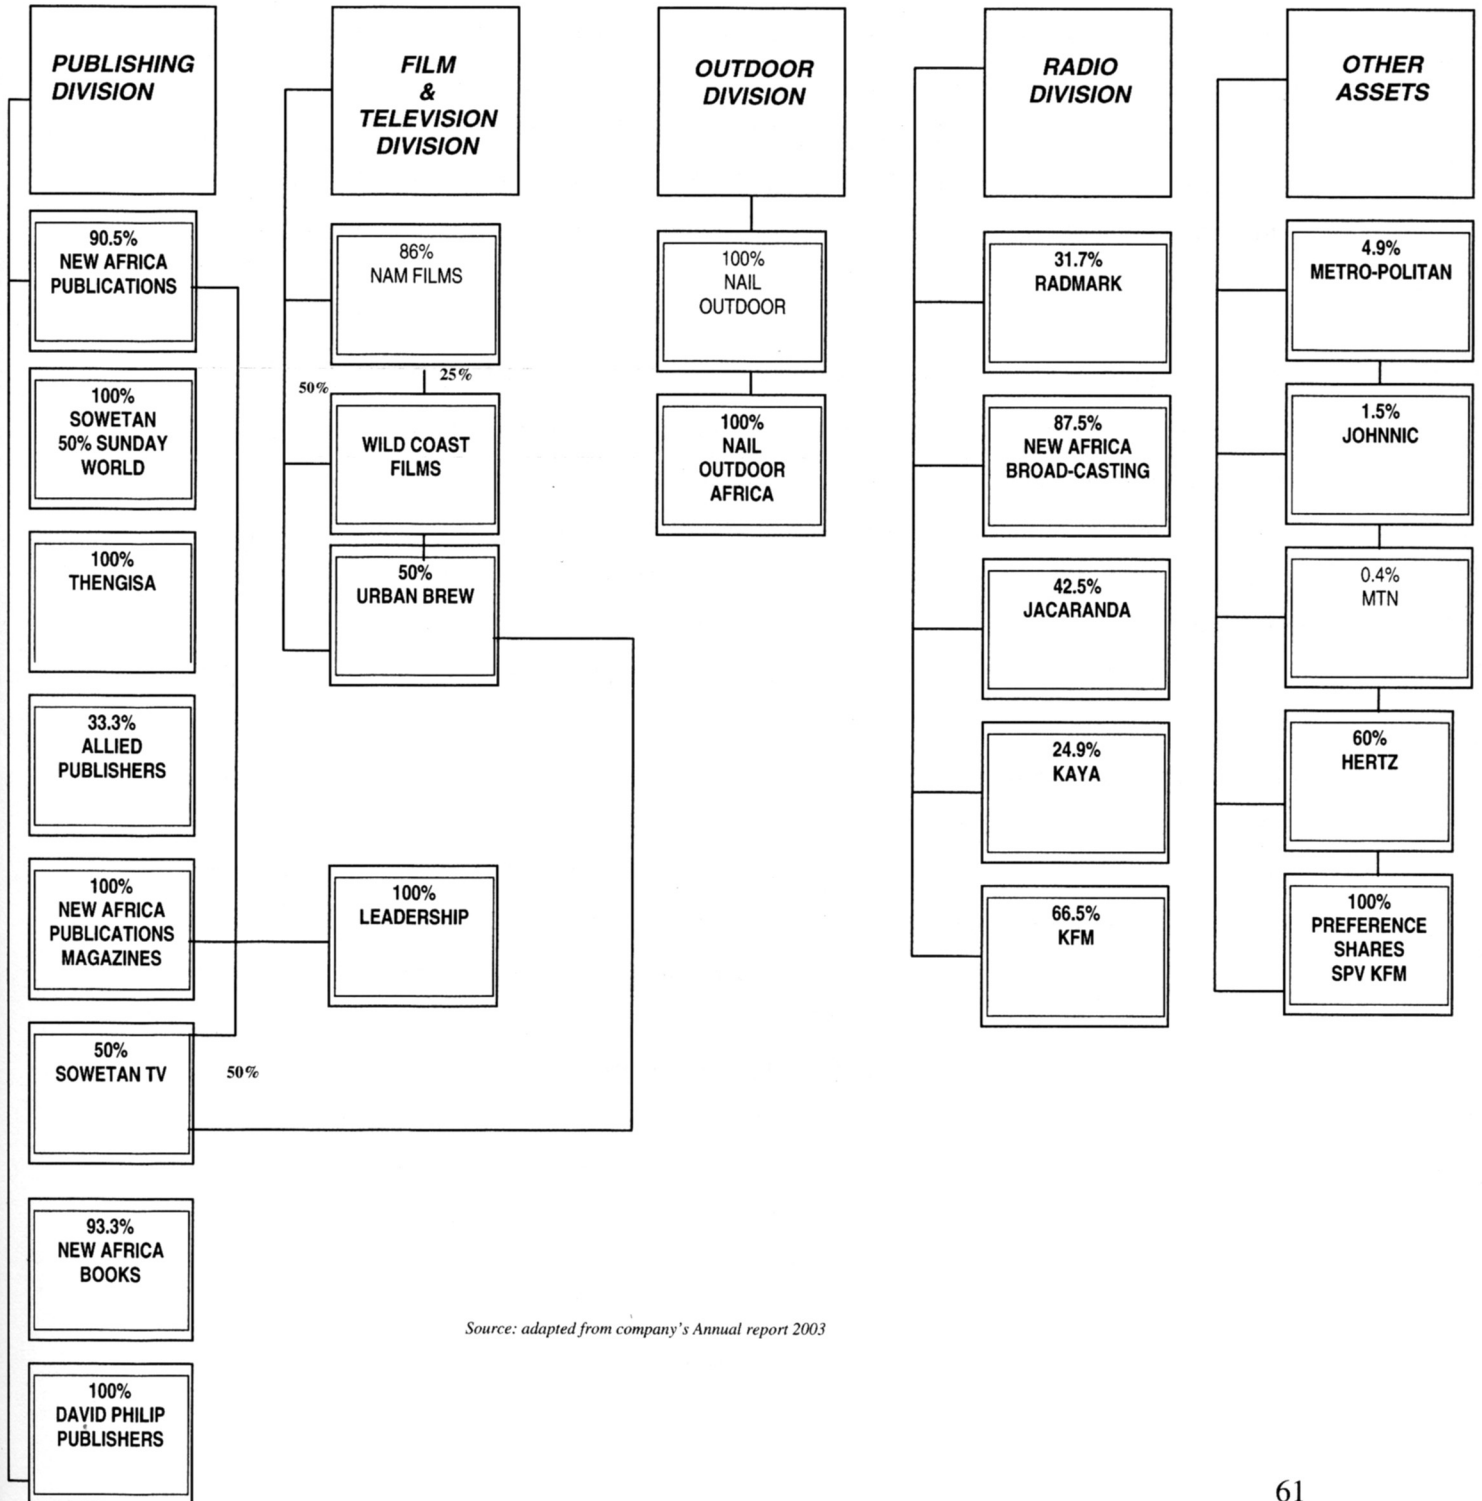 PUBLISHING
DIVISION
90.5%
NEW AFRICA
PUBLICATIONS
100%
SOWETAN
50% SUNDAY
WORLD
100%
THENGISA
33.3%
ALLIED
PUBLISHERS
100%
NEW AFRICA
PUBLICATIONS
MAGAZINES
50%
SOWETAN TV
50%
93.3%
NEW AFRICA
BOOKS
100%
DAVID PHILIP
PUBLISHERS
FILM
&
TELEVISION
DIVISION
86%
NAM FILMS
50%
25%
WILD COAST
FILMS
50%
URBAN BREW
100%
LEADERSHIP
OUTDOOR
DIVISION
100%
NAIL
OUTDOOR
100%
NAIL
OUTDOOR
AFRICA
RADIO
DIVISION
31.7%
RADMARK
87.5%
NEW AFRICA
BROAD-CASTING
42.5%
JACARANDA
24.9%
KAYA
66.5%
KFM
OTHER
ASSETS
4.9%
METRO-POLITAN
1.5%
JOHNNIC
0.4%
MTN
60%
HERTZ
100%
PREFERENCE
SHARES
SPV KFM
Source: adapted from company's Annual report 2003
61